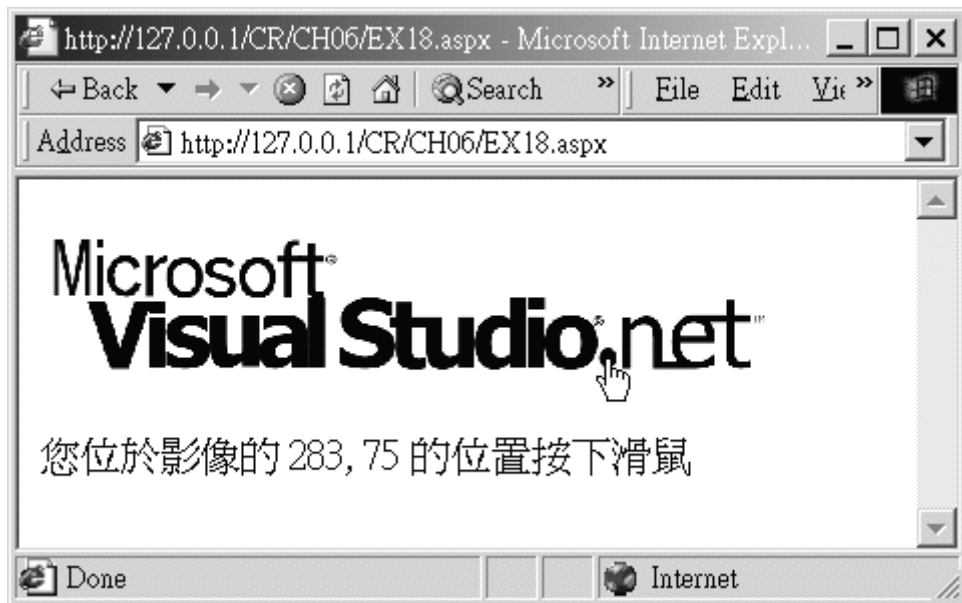 http://127.0.0.1/CR/CH06/EX18.aspx - Microsoft Internet Expl...
Back Search » File Edit Vie »
Address http://127.0.0.1/CR/CH06/EX18.aspx
Microsoft®
Visual Studio®.net™
您位於影像的 283, 75 的位置按下滑鼠
Done Internet